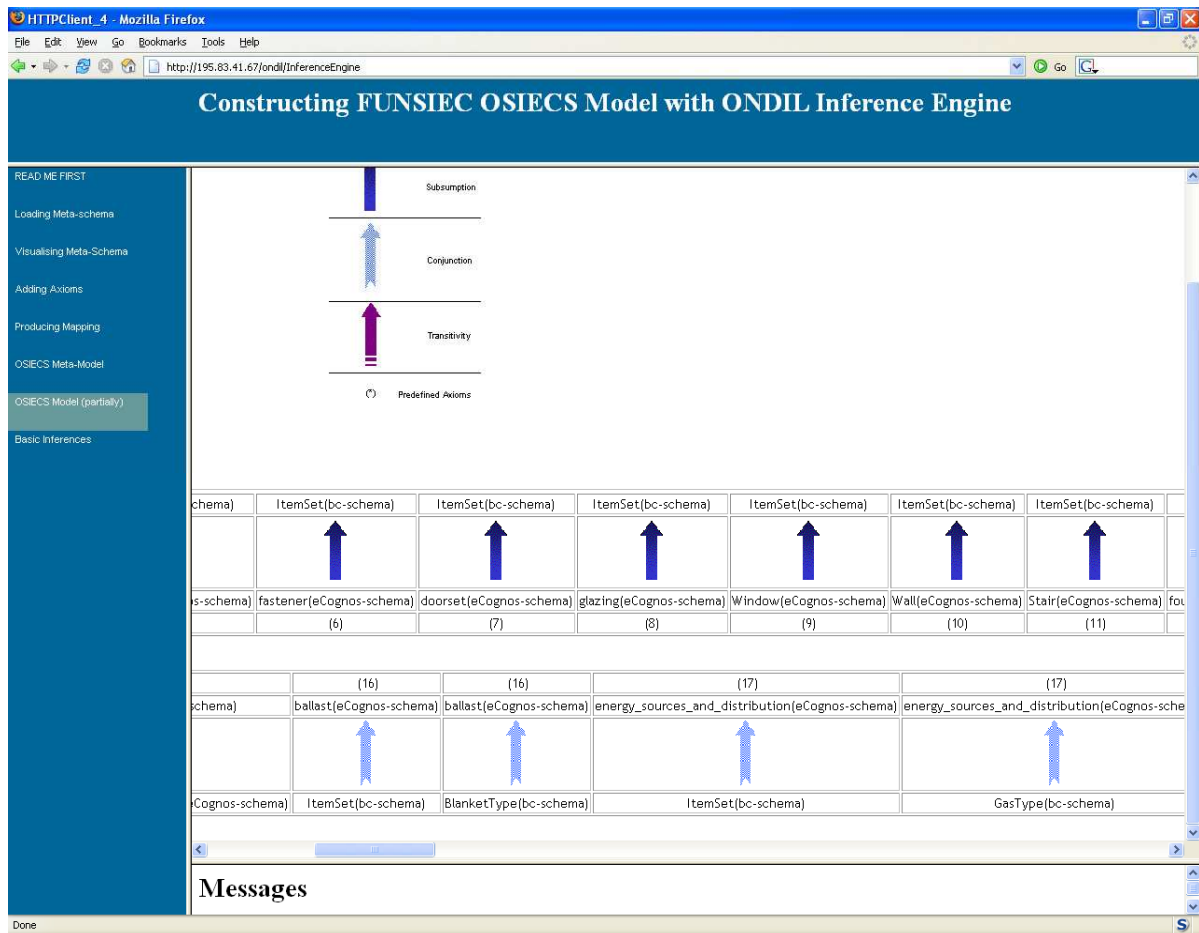 HTTPClient_4 - Mozilla Firefox
File Edit View Go Bookmarks Tools Help
http://195.83.41.67/ondil/InferenceEngine
Go
Constructing FUNSIEC OSIECS Model with ONDIL Inference Engine
READ ME FIRST
Loading Meta-schema
Visualising Meta-Schema
Adding Axioms
Producing Mapping
OSIECS Meta-Model
OSIECS Model (partially)
Basic Inferences
Subsumption
Conjunction
Transitivity
(*) Predefined Axioms
chema) ItemSet(bc-schema) ItemSet(bc-schema) ItemSet(bc-schema) ItemSet(bc-schema) ItemSet(bc-schema) ItemSet(bc-schema)
s-schema) fastener(eCognos-schema) doorset(eCognos-schema) glazing(eCognos-schema) Window(eCognos-schema) Wall(eCognos-schema) Stair(eCognos-schema) fou
(6) (7) (8) (9) (10) (11)
(16) (16) (17) (17)
schema) ballast(eCognos-schema) ballast(eCognos-schema) energy_sources_and_distribution(eCognos-schema) energy_sources_and_distribution(eCognos-sche
eCognos-schema) ItemSet(bc-schema) BlanketType(bc-schema) ItemSet(bc-schema) GasType(bc-schema)
Messages
Done